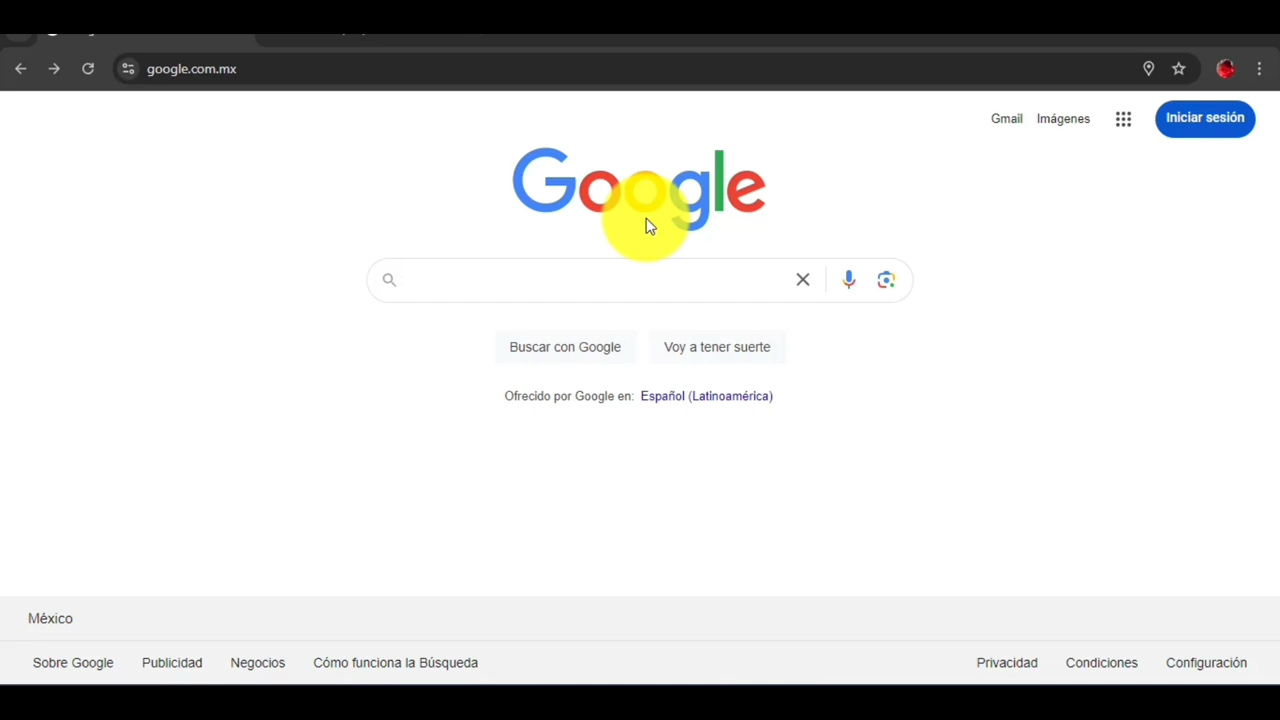 google.com.mx
Gmail Imágenes Iniciar sesión
Google
Buscar con Google Voy a tener suerte
Ofrecido por Google en: Español (Latinoamérica)
México
Sobre Google Publicidad Negocios Cómo funciona la Búsqueda Privacidad Condiciones Configuración